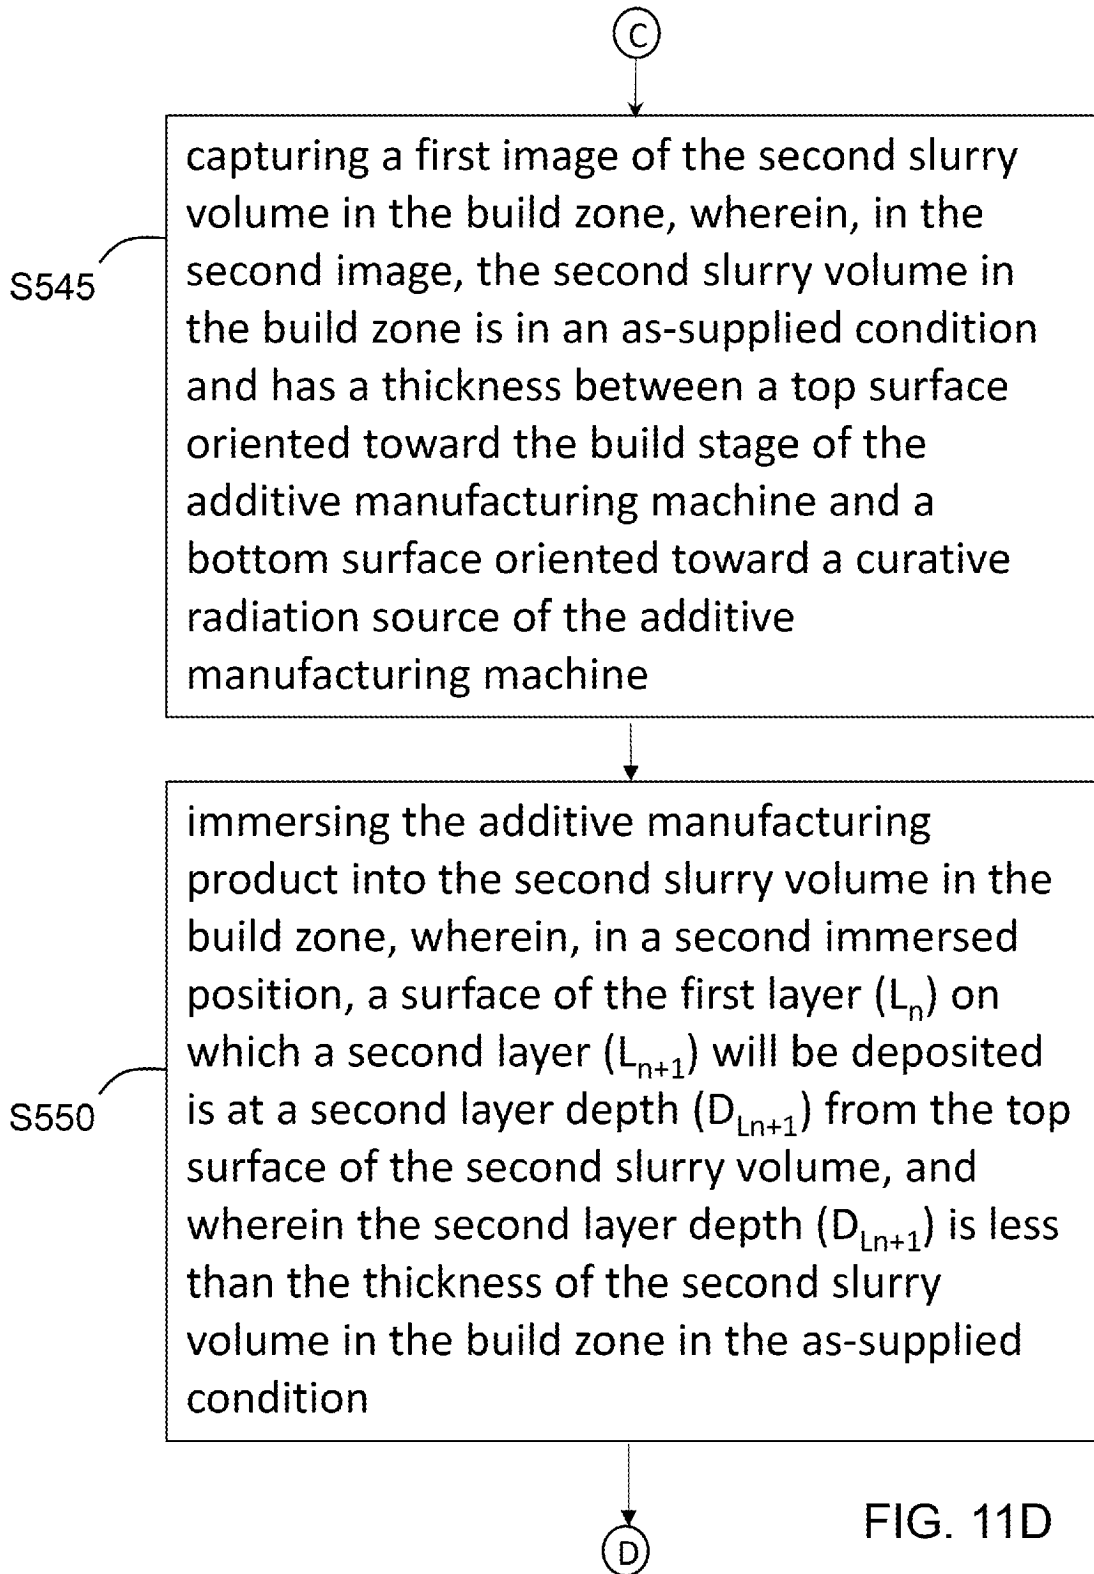 C
capturing a first image of the second slurry
volume in the build zone, wherein, in the
second image, the second slurry volume in
the build zone is in an as-supplied condition
and has a thickness between a top surface
oriented toward the build stage of the
additive manufacturing machine and a
bottom surface oriented toward a curative
radiation source of the additive
manufacturing machine
S545
immersing the additive manufacturing
product into the second slurry volume in the
build zone, wherein, in a second immersed
position, a surface of the first layer (Lₙ) on
which a second layer (Lₙ₊₁) will be deposited
is at a second layer depth (D_Ln+1) from the top
surface of the second slurry volume, and
wherein the second layer depth (D_Ln+1) is less
than the thickness of the second slurry
volume in the build zone in the as-supplied
condition
S550
D
FIG. 11D